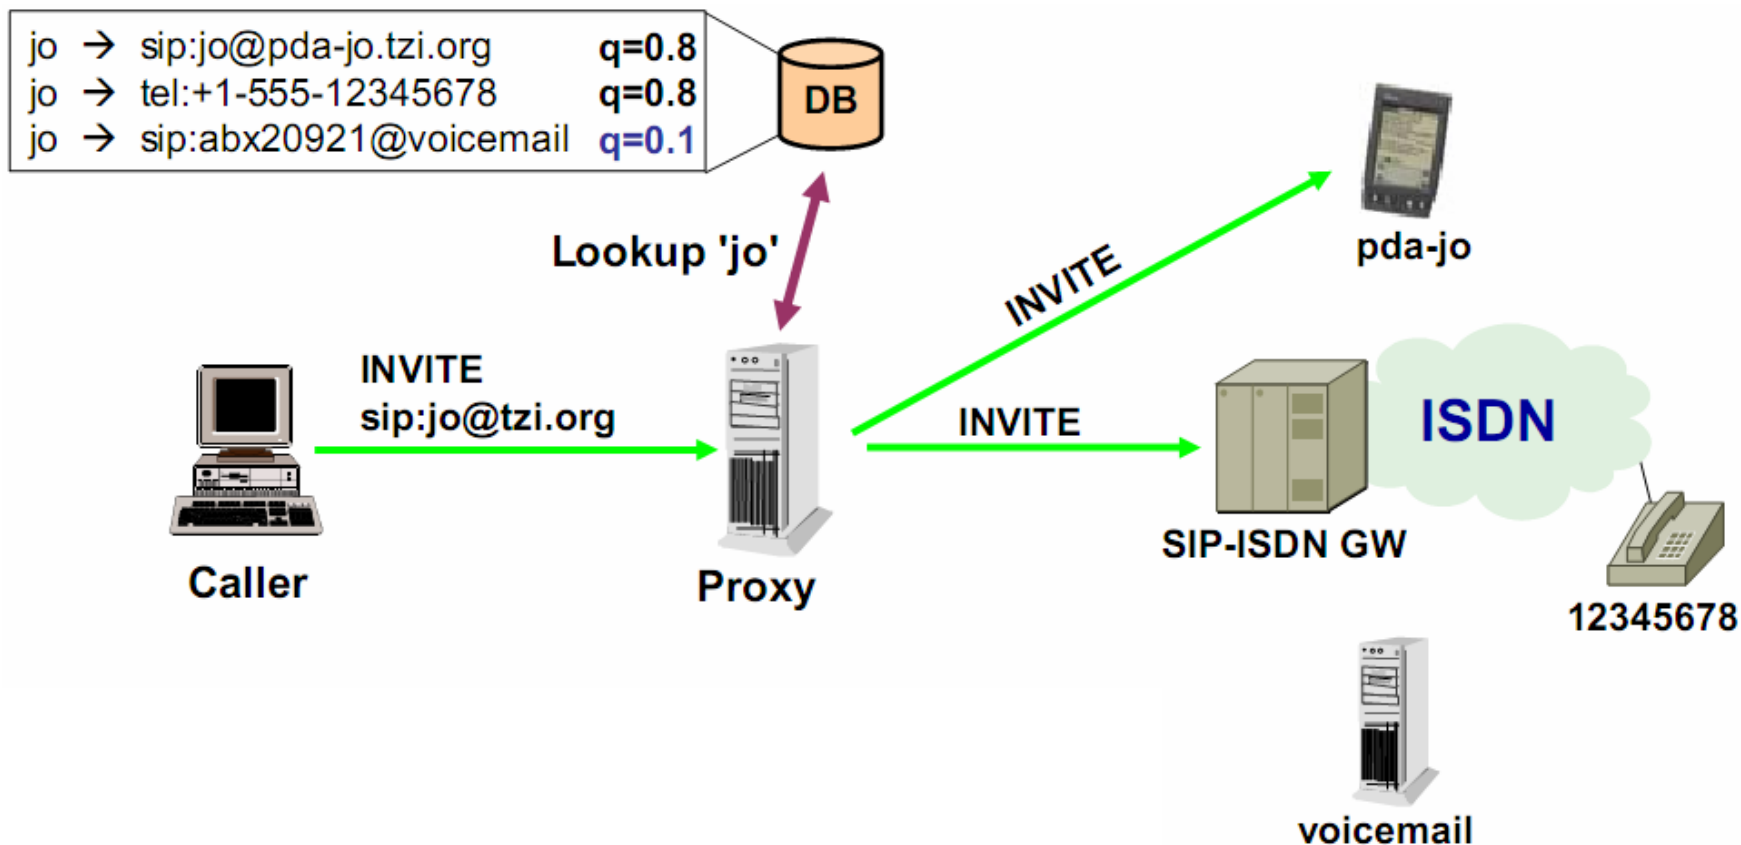 jo → sip:jo@pda-jo.tzi.org q=0.8
jo → tel:+1-555-12345678 q=0.8
jo → sip:abx20921@voicemail q=0.1
DB
Lookup 'jo'
pda-jo
INVITE
INVITE
sip:jo@tzi.org
INVITE
ISDN
SIP-ISDN GW
Caller
Proxy
12345678
voicemail